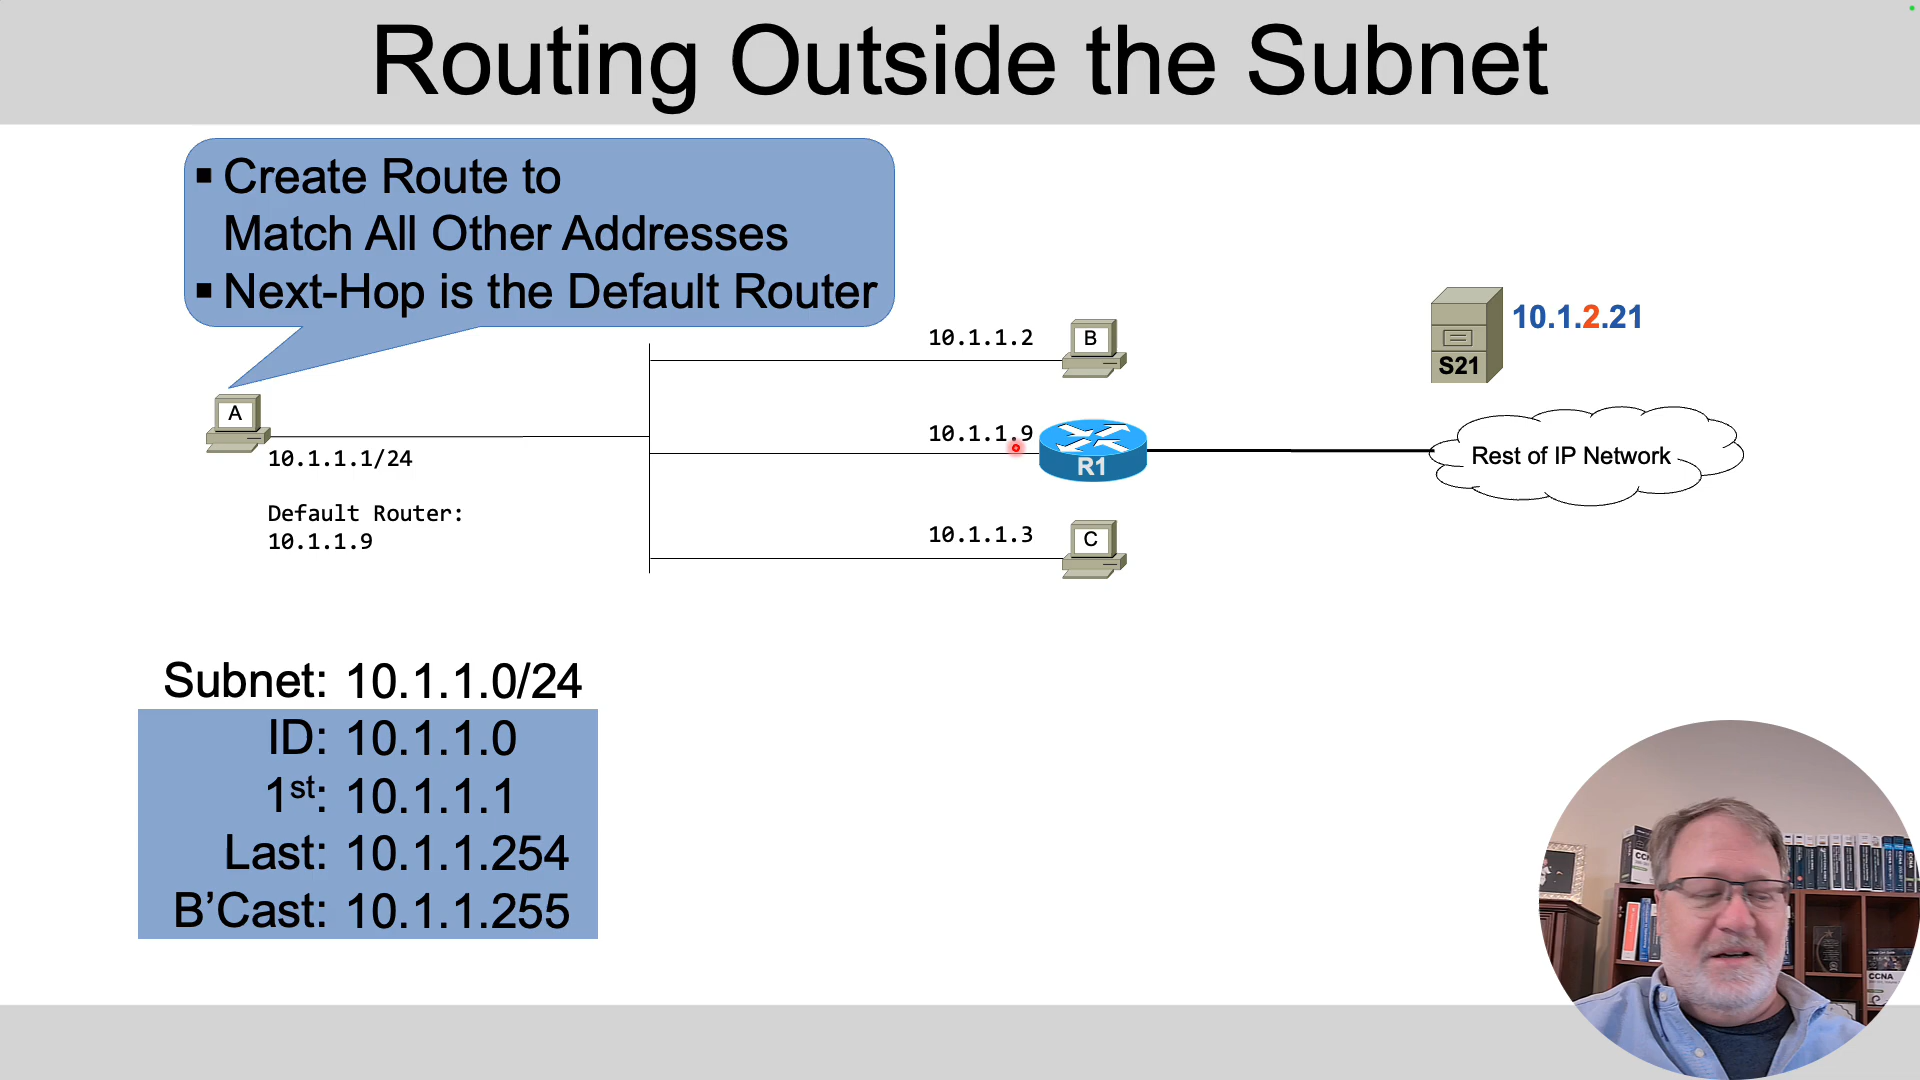 Routing Outside the Subnet
▪ Create Route to
Match All Other Addresses
▪ Next-Hop is the Default Router
10.1.1.2
B
10.1.2.21
S21
A
10.1.1.1/24
10.1.1.9
R1
Rest of IP Network
Default Router:
10.1.1.9
10.1.1.3
C
Subnet: 10.1.1.0/24
ID: 10.1.1.0
1st: 10.1.1.1
Last: 10.1.1.254
B’Cast: 10.1.1.255
CCNA